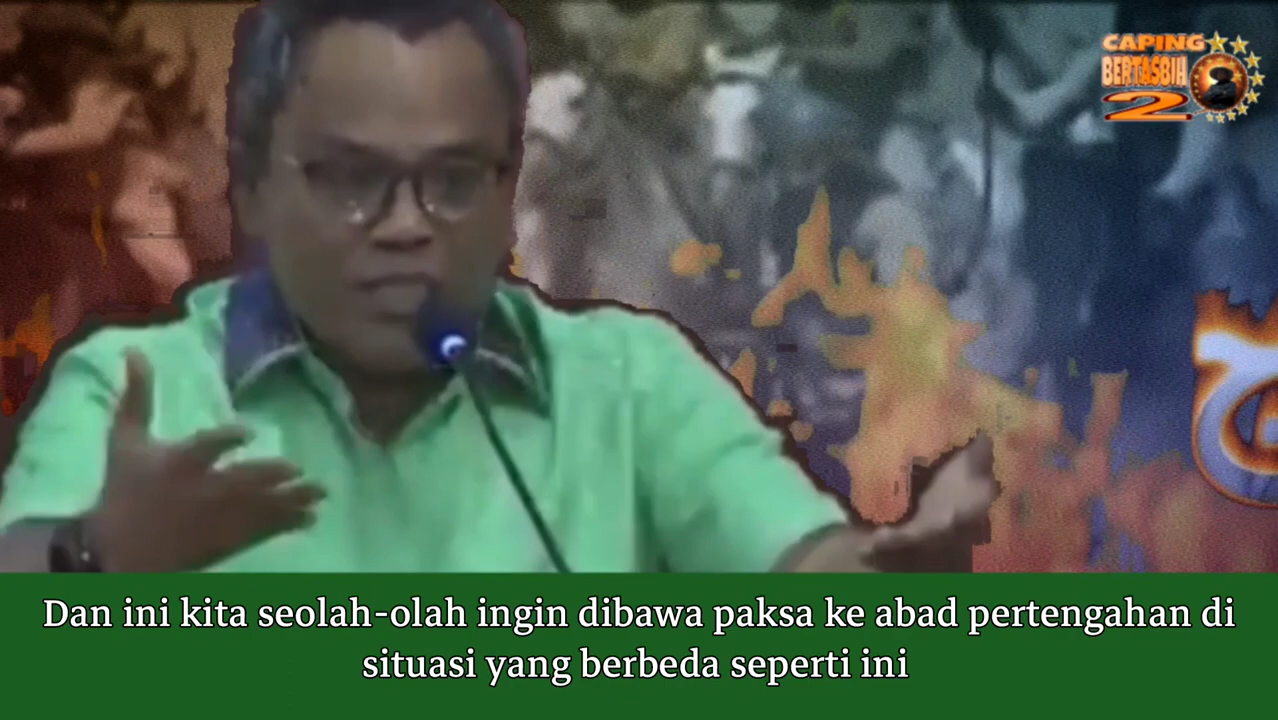 CAPING
BERTASBIH
2
Dan ini kita seolah-olah ingin dibawa paksa ke abad pertengahan di
situasi yang berbeda seperti ini